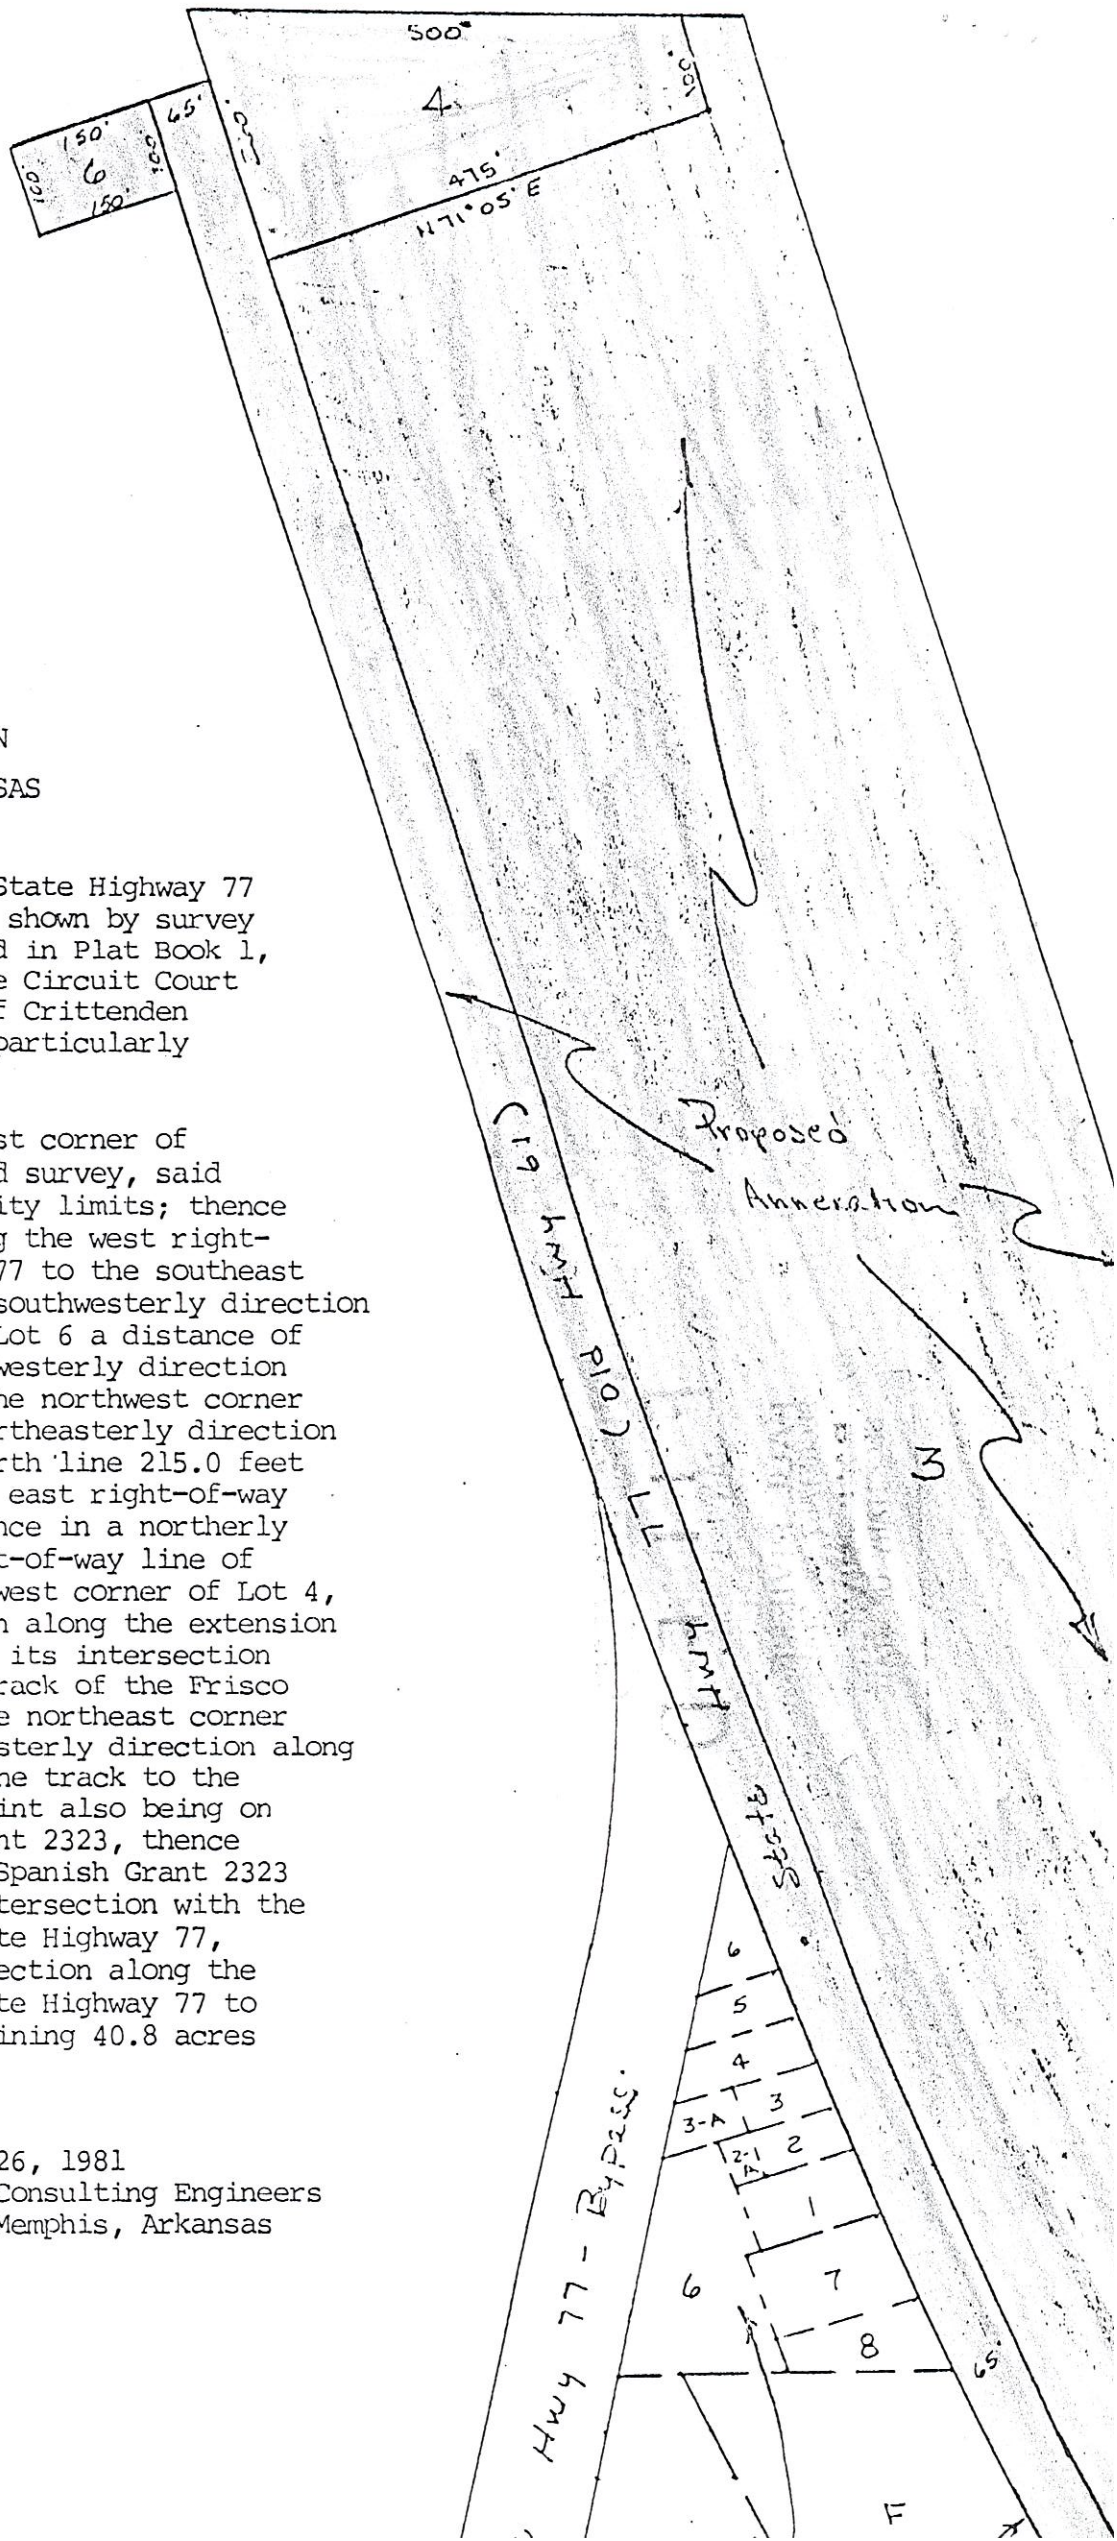 500'
4
100'
65'
150'
100'
6
100'
150'
475'
N71°05'E
N
SAS
State Highway 77
shown by survey
d in Plat Book 1,
e Circuit Court
f Crittenden
particularly
st corner of
d survey, said
ity limits; thence
g the west right-
77 to the southeast
southwesterly direction
Lot 6 a distance of
westerly direction
he northwest corner
rtheasterly direction
rth line 215.0 feet
east right-of-way
nce in a northerly
t-of-way line of
west corner of Lot 4,
n along the extension
its intersection
rack of the Frisco
e northeast corner
sterly direction along
ne track to the
int also being on
nt 2323, thence
Spanish Grant 2323
tersection with the
te Highway 77,
ection along the
te Highway 77 to
ining 40.8 acres
26, 1981
Consulting Engineers
Memphis, Arkansas
Proposed
Annexation
3
State Hwy 77 (Old Hwy 61)
6
5
4
3-A
3
2-A
2
1
6
7
8
65'
Hwy 77 - Bypass
F